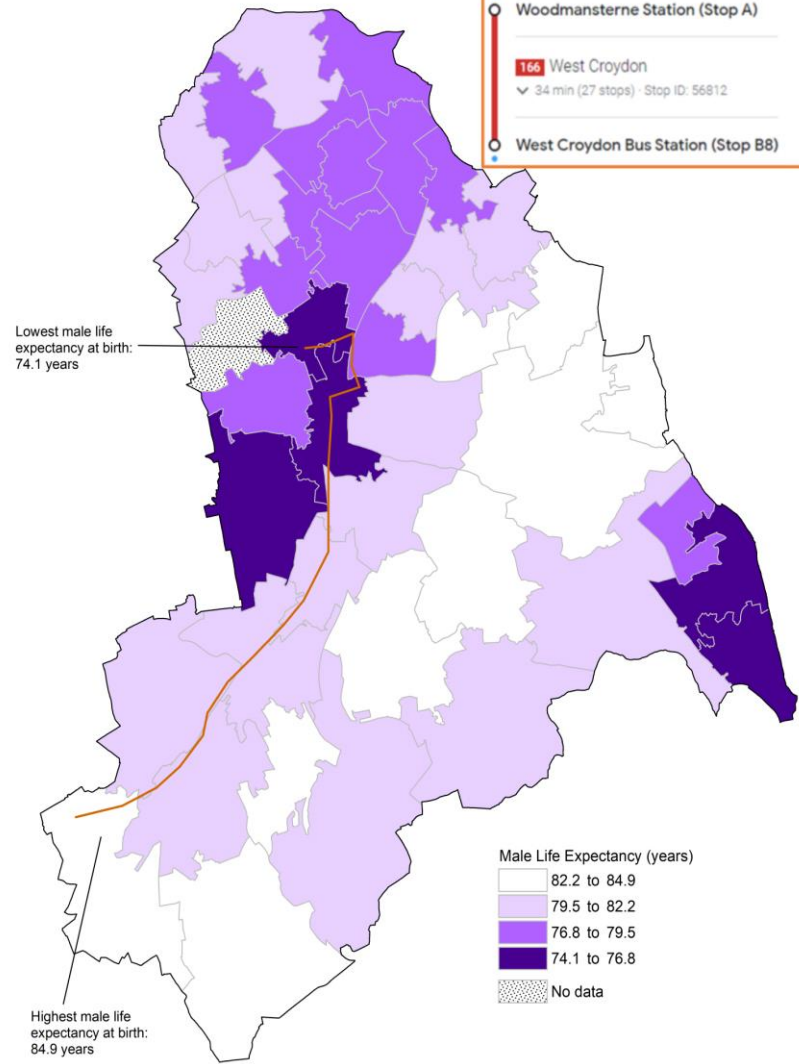 Woodmansterne Station (Stop A)
166 West Croydon
34 min (27 stops) · Stop ID: 56812
West Croydon Bus Station (Stop B8)
Lowest male life
expectancy at birth:
74.1 years
Male Life Expectancy (years)
82.2 to 84.9
79.5 to 82.2
76.8 to 79.5
74.1 to 76.8
No data
Highest male life
expectancy at birth:
84.9 years